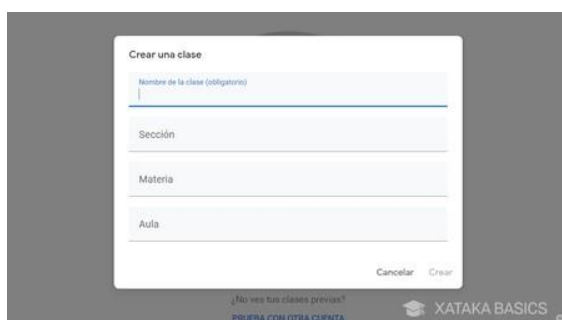 Crear una clase
Nombre de la clase (obligatorio)
Sección
Materia
Aula
Cancelar Crear
¿No ves tus clases previas?
PRUEBA CON OTRA CUENTA
XATAKA BASICS